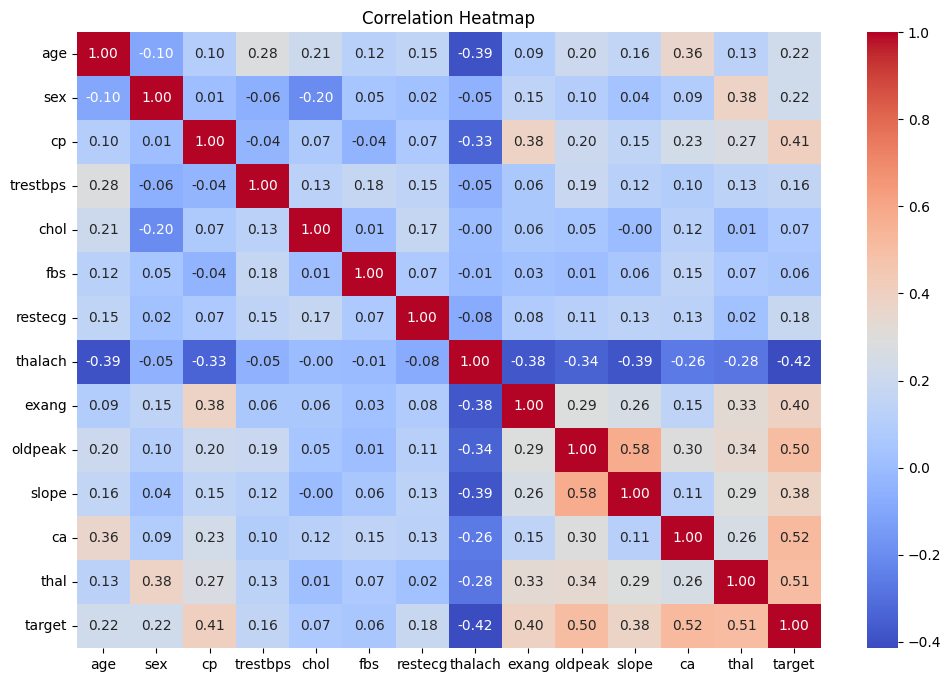 Correlation Heatmap
age 1.00 -0.10 0.10 0.28 0.21 0.12 0.15 -0.39 0.09 0.20 0.16 0.36 0.13 0.22
sex -0.10 1.00 0.01 -0.06 -0.20 0.05 0.02 -0.05 0.15 0.10 0.04 0.09 0.38 0.22
cp 0.10 0.01 1.00 -0.04 0.07 -0.04 0.07 -0.33 0.38 0.20 0.15 0.23 0.27 0.41
trestbps 0.28 -0.06 -0.04 1.00 0.13 0.18 0.15 -0.05 0.06 0.19 0.12 0.10 0.13 0.16
chol 0.21 -0.20 0.07 0.13 1.00 0.01 0.17 -0.00 0.06 0.05 -0.00 0.12 0.01 0.07
fbs 0.12 0.05 -0.04 0.18 0.01 1.00 0.07 -0.01 0.03 0.01 0.06 0.15 0.07 0.06
restecg 0.15 0.02 0.07 0.15 0.17 0.07 1.00 -0.08 0.08 0.11 0.13 0.13 0.02 0.18
thalach -0.39 -0.05 -0.33 -0.05 -0.00 -0.01 -0.08 1.00 -0.38 -0.34 -0.39 -0.26 -0.28 -0.42
exang 0.09 0.15 0.38 0.06 0.06 0.03 0.08 -0.38 1.00 0.29 0.26 0.15 0.33 0.40
oldpeak 0.20 0.10 0.20 0.19 0.05 0.01 0.11 -0.34 0.29 1.00 0.58 0.30 0.34 0.50
slope 0.16 0.04 0.15 0.12 -0.00 0.06 0.13 -0.39 0.26 0.58 1.00 0.11 0.29 0.38
ca 0.36 0.09 0.23 0.10 0.12 0.15 0.13 -0.26 0.15 0.30 0.11 1.00 0.26 0.52
thal 0.13 0.38 0.27 0.13 0.01 0.07 0.02 -0.28 0.33 0.34 0.29 0.26 1.00 0.51
target 0.22 0.22 0.41 0.16 0.07 0.06 0.18 -0.42 0.40 0.50 0.38 0.52 0.51 1.00
age sex cp trestbps chol fbs restecg thalach exang oldpeak slope ca thal target
1.0
0.8
0.6
0.4
0.2
0.0
−0.2
−0.4